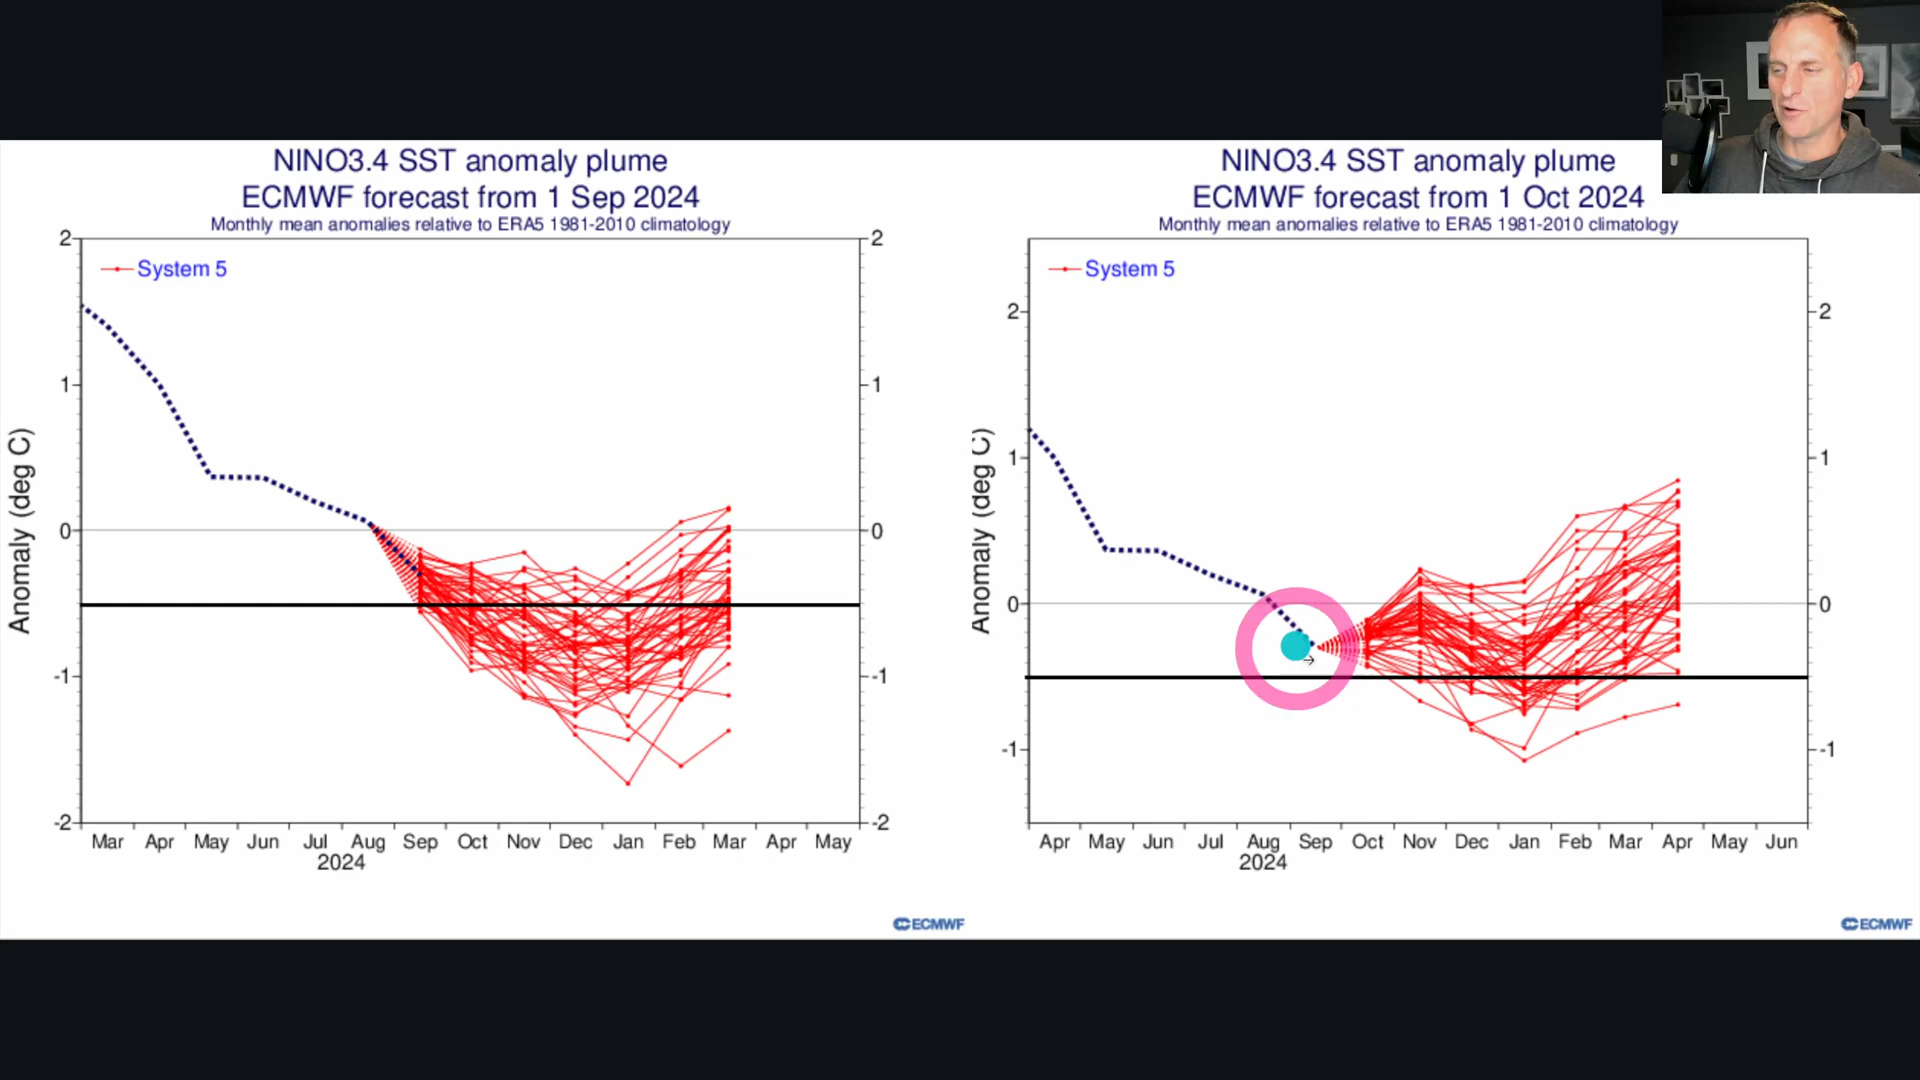 NINO3.4 SST anomaly plume
ECMWF forecast from 1 Sep 2024
Monthly mean anomalies relative to ERA5 1981-2010 climatology
2
2
System 5
1
1
Anomaly (deg C)
0
0
-1
-1
-2
-2
Mar Apr May Jun Jul Aug Sep Oct Nov Dec Jan Feb Mar Apr May
2024
ECMWF
NINO3.4 SST anomaly plume
ECMWF forecast from 1 Oct 2024
Monthly mean anomalies relative to ERA5 1981-2010 climatology
System 5
2
2
1
1
Anomaly (deg C)
0
0
-1
-1
Apr May Jun Jul Aug Sep Oct Nov Dec Jan Feb Mar Apr May Jun
2024
ECMWF